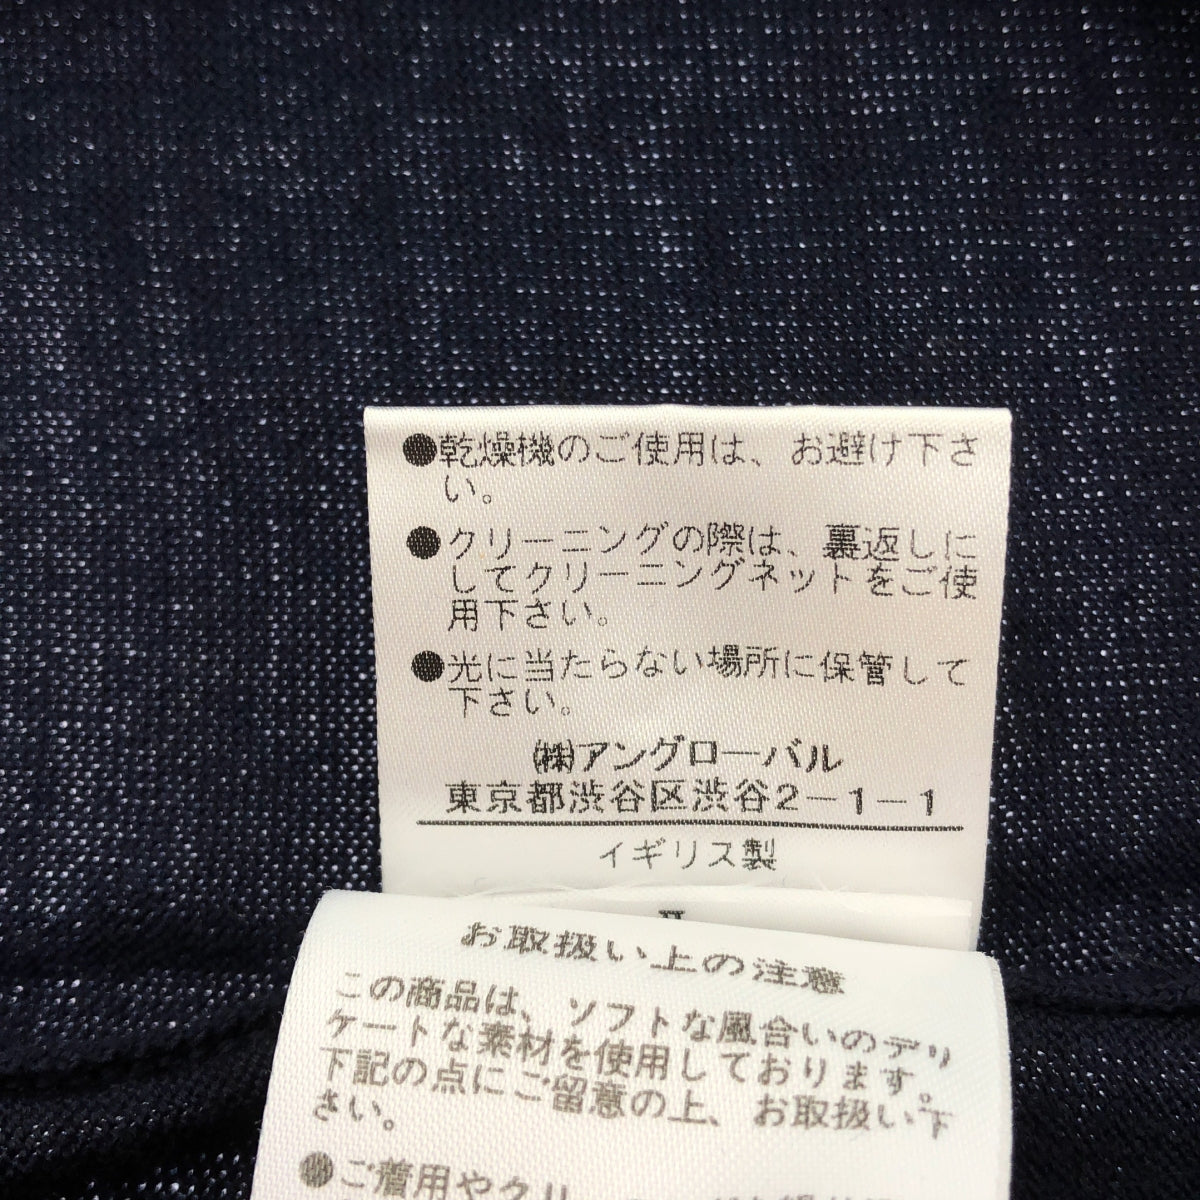 ●乾燥機のご使用は、お避け下さ
い。
●クリーニングの際は、裏返しに
してクリーニングネットをご使
用下さい。
●光に当たらない場所に保管して
下さい。
㈱アングローバル
東京都渋谷区渋谷2-1-1
イギリス製
お取扱い上の注意
この商品は、ソフトな風合いのデリ
ケートな素材を使用しております。
下記の点にご留意の上、お取扱い下
さい。
●ご着用やクリ